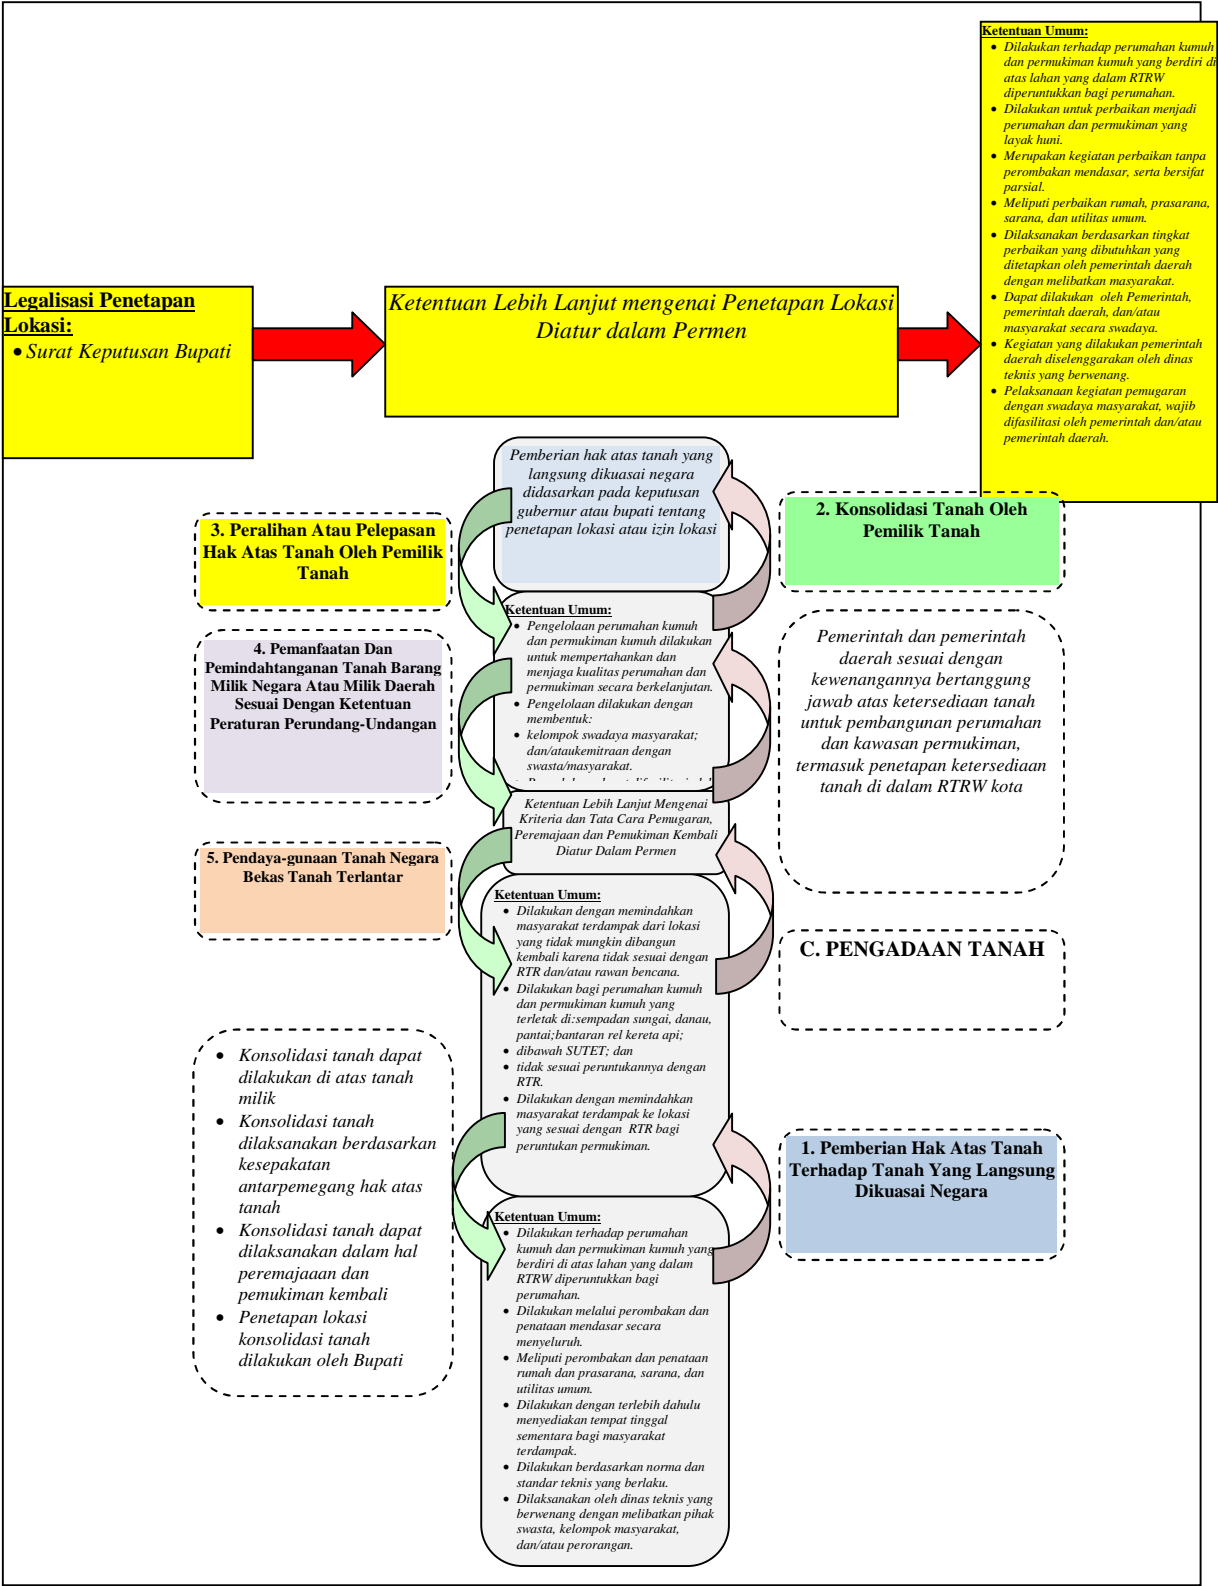 Ketentuan Umum:
• Dilakukan terhadap perumahan kumuh
dan permukiman kumuh yang berdiri di
atas lahan yang dalam RTRW
diperuntukkan bagi perumahan.
• Dilakukan untuk perbaikan menjadi
perumahan dan permukiman yang
layak huni.
• Merupakan kegiatan perbaikan tanpa
perombakan mendasar, serta bersifat
parsial.
• Meliputi perbaikan rumah, prasarana,
sarana, dan utilitas umum.
• Dilaksanakan berdasarkan tingkat
perbaikan yang dibutuhkan yang
ditetapkan oleh pemerintah daerah
dengan melibatkan masyarakat.
• Dapat dilakukan oleh Pemerintah,
pemerintah daerah, dan/atau
masyarakat secara swadaya.
• Kegiatan yang dilakukan pemerintah
daerah diselenggarakan oleh dinas
teknis yang berwenang.
• Pelaksanaan kegiatan pemugaran
dengan swadaya masyarakat, wajib
difasilitasi oleh pemerintah dan/atau
pemerintah daerah.
Legalisasi Penetapan
Lokasi:
• Surat Keputusan Bupati
Ketentuan Lebih Lanjut mengenai Penetapan Lokasi
Diatur dalam Permen
Pemberian hak atas tanah yang
langsung dikuasai negara
didasarkan pada keputusan
gubernur atau bupati tentang
penetapan lokasi atau izin lokasi
3. Peralihan Atau Pelepasan
Hak Atas Tanah Oleh Pemilik
Tanah
2. Konsolidasi Tanah Oleh
Pemilik Tanah
Ketentuan Umum:
• Pengelolaan perumahan kumuh
dan permukiman kumuh dilakukan
untuk mempertahankan dan
menjaga kualitas perumahan dan
permukiman secara berkelanjutan.
• Pengelolaan dilakukan dengan
membentuk:
• kelompok swadaya masyarakat;
dan/ataukemitraan dengan
swasta/masyarakat.
4. Pemanfaatan Dan
Pemindahtanganan Tanah Barang
Milik Negara Atau Milik Daerah
Sesuai Dengan Ketentuan
Peraturan Perundang-Undangan
Pemerintah dan pemerintah
daerah sesuai dengan
kewenangannya bertanggung
jawab atas ketersediaan tanah
untuk pembangunan perumahan
dan kawasan permukiman,
termasuk penetapan ketersediaan
tanah di dalam RTRW kota
Ketentuan Lebih Lanjut Mengenai
Kriteria dan Tata Cara Pemugaran,
Peremajaan dan Pemukiman Kembali
Diatur Dalam Permen
5. Pendaya-gunaan Tanah Negara
Bekas Tanah Terlantar
Ketentuan Umum:
• Dilakukan dengan memindahkan
masyarakat terdampak dari lokasi
yang tidak mungkin dibangun
kembali karena tidak sesuai dengan
RTR dan/atau rawan bencana.
• Dilakukan bagi perumahan kumuh
dan permukiman kumuh yang
terletak di:sempadan sungai, danau,
pantai;bantaran rel kereta api;
• dibawah SUTET; dan
• tidak sesuai peruntukannya dengan
RTR.
• Dilakukan dengan memindahkan
masyarakat terdampak ke lokasi
yang sesuai dengan RTR bagi
peruntukan permukiman.
C. PENGADAAN TANAH
• Konsolidasi tanah dapat
dilakukan di atas tanah
milik
• Konsolidasi tanah
dilaksanakan berdasarkan
kesepakatan
antarpemegang hak atas
tanah
• Konsolidasi tanah dapat
dilaksanakan dalam hal
peremajaaan dan
pemukiman kembali
• Penetapan lokasi
konsolidasi tanah
dilakukan oleh Bupati
1. Pemberian Hak Atas Tanah
Terhadap Tanah Yang Langsung
Dikuasai Negara
Ketentuan Umum:
• Dilakukan terhadap perumahan
kumuh dan permukiman kumuh yang
berdiri di atas lahan yang dalam
RTRW diperuntukkan bagi
perumahan.
• Dilakukan melalui perombakan dan
penataan mendasar secara
menyeluruh.
• Meliputi perombakan dan penataan
rumah dan prasarana, sarana, dan
utilitas umum.
• Dilakukan dengan terlebih dahulu
menyediakan tempat tinggal
sementara bagi masyarakat
terdampak.
• Dilakukan berdasarkan norma dan
standar teknis yang berlaku.
• Dilaksanakan oleh dinas teknis yang
berwenang dengan melibatkan pihak
swasta, kelompok masyarakat,
dan/atau perorangan.